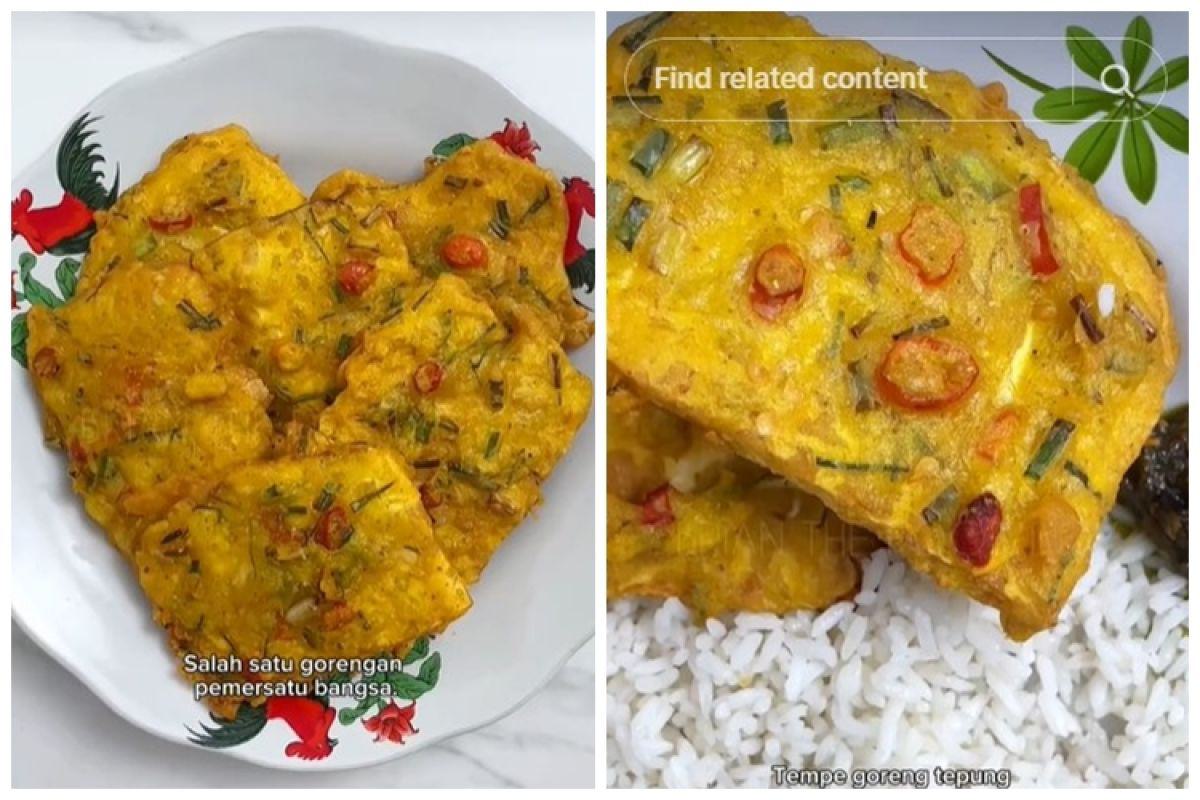 Salah satu gorengan
pemersatu bangsa.
Find related content
Tempe goreng tepung